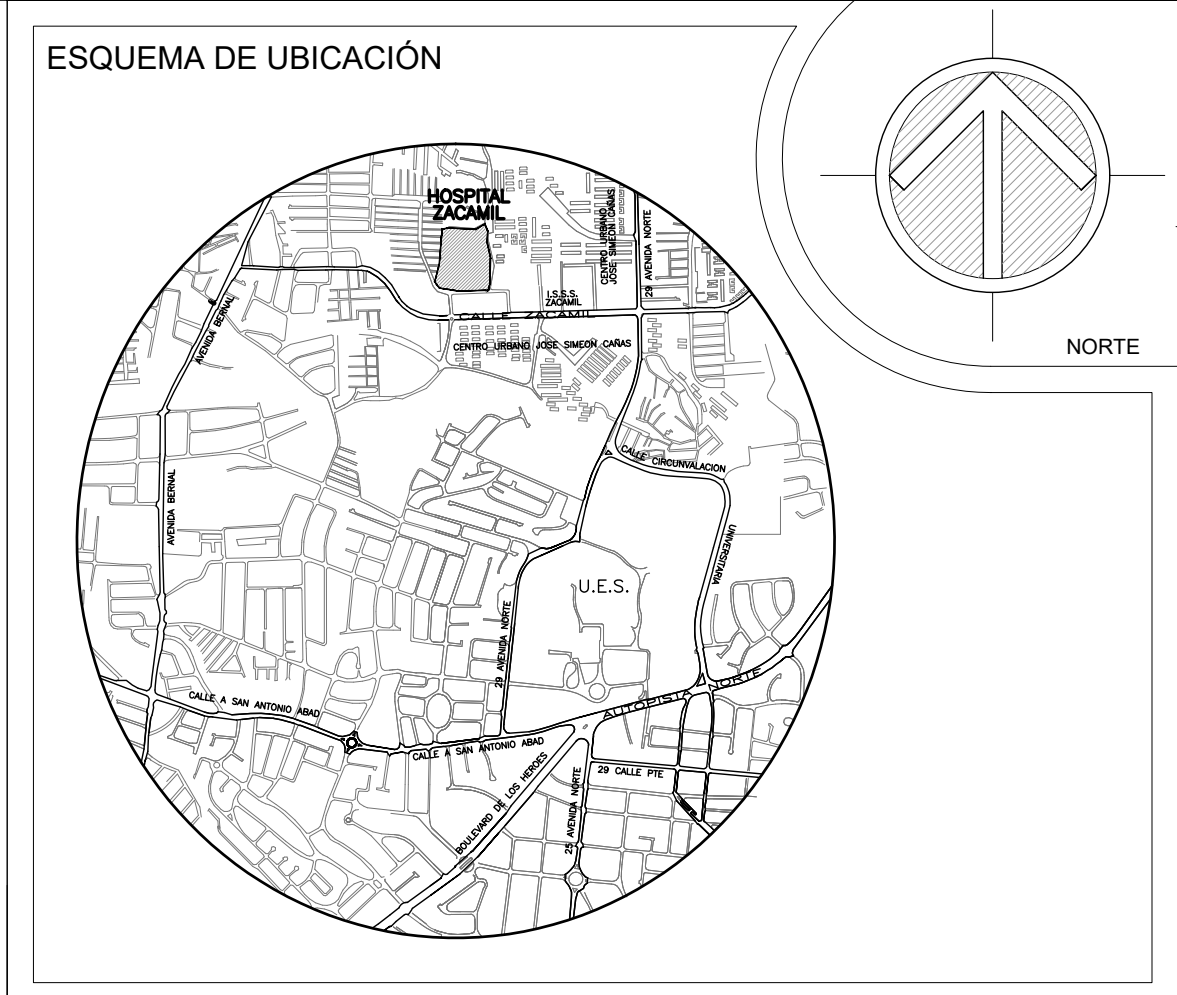 ESQUEMA DE UBICACIÓN
NORTE
HOSPITAL
ZACAMIL
CENTRO URBANO
JOSE SIMEON CAÑAS
29 AVENIDA NORTE
I.S.S.S.
ZACAMIL
CALLE ZACAMIL
CENTRO URBANO JOSE SIMEON CAÑAS
AVENIDA BERNAL
AVENIDA BERNAL
CALLE CIRCUNVALACION
UNIVERSITARIA
U.E.S.
29 AVENIDA NORTE
AUTOPISTA NORTE
CALLE A SAN ANTONIO ABAD
CALLE A SAN ANTONIO ABAD
BOULEVARD DE LOS HEROES
29 CALLE PTE
25 AVENIDA NORTE